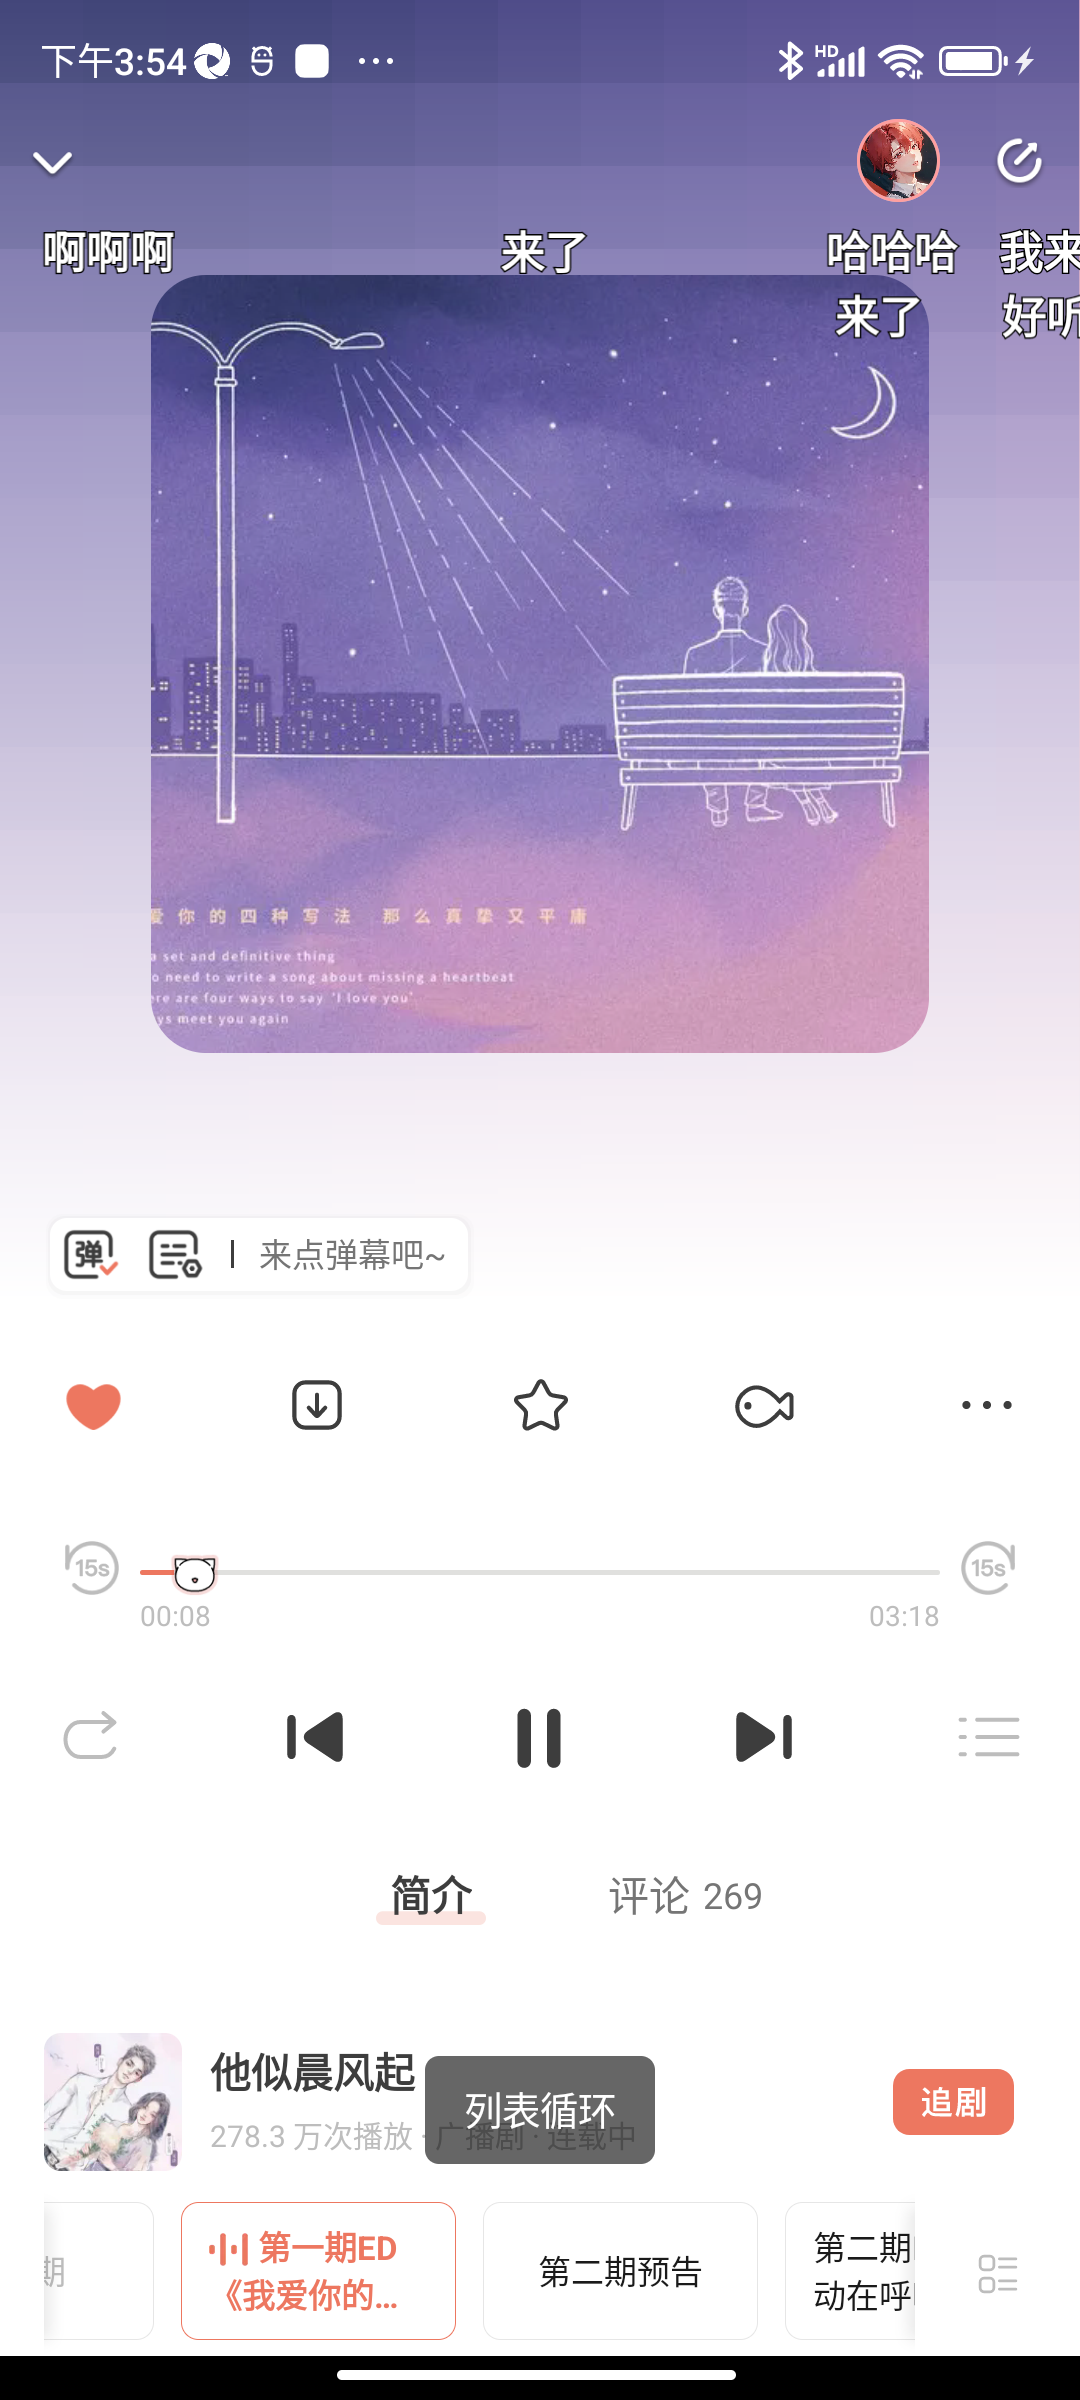 下午3:54
HD
啊啊啊 来了 哈哈哈 我来
来了 好听
爱你的四种写法 那么真挚又平庸
a set and definitive thing
o need to write a song about missing a heartbeat
ere are four ways to say 'I love you'
ys meet you again
弹 来点弹幕吧~
15s 15s
00:08 03:18
简介 评论 269
他似晨风起
278.3 万次播放 · 广播剧 · 连载中
列表循环
追剧
期
第一期ED
《我爱你的...
第二期预告
第二期
动在呼